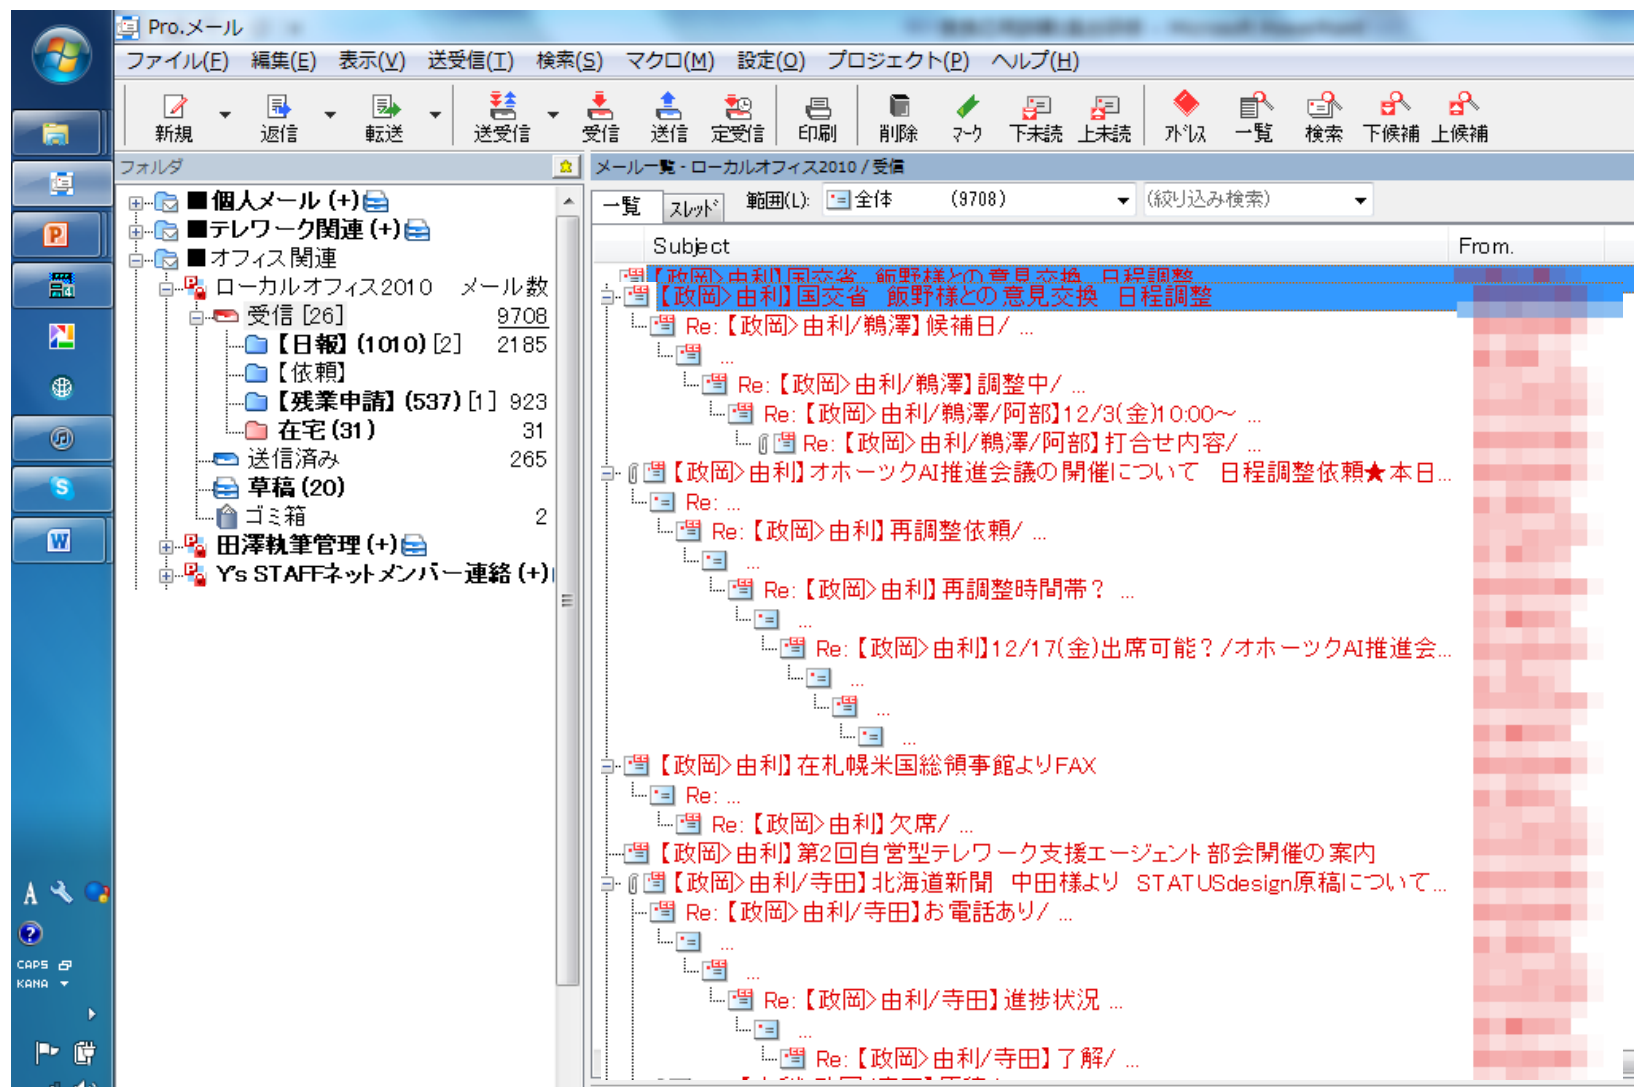 Pro.メール
ファイル(F) 編集(E) 表示(V) 送受信(T) 検索(S) マクロ(M) 設定(O) プロジェクト(P) ヘルプ(H)
新規 返信 転送 送受信 受信 送信 定受信 印刷 削除 マーク 下未読 上未読 アドレス 一覧 検索 下候補 上候補
フォルダ
■個人メール (+)
■テレワーク関連 (+)
■オフィス関連
ローカルオフィス2010 メール数
受信 [26] 9708
【日報】 (1010) [2] 2185
【依頼】
【残業申請】 (537) [1] 923
在宅 (31) 31
送信済み 265
草稿 (20)
ゴミ箱 2
田澤執筆管理 (+)
Y's STAFFネットメンバー連絡 (+)
メール一覧 - ローカルオフィス2010 / 受信
一覧 スレッド 範囲(L): 全体 (9708) (絞り込み検索)
Subject From.
【政岡>由利】国交省 飯野様との意見交換 日程調整
【政岡>由利】国交省 飯野様との意見交換 日程調整
Re:【政岡>由利/鵜澤】候補日/ ...
...
Re:【政岡>由利/鵜澤】調整中/ ...
Re:【政岡>由利/鵜澤/阿部】12/3(金)10:00～ ...
Re:【政岡>由利/鵜澤/阿部】打合せ内容/ ...
【政岡>由利】オホーツクAI推進会議の開催について 日程調整依頼★本日...
Re: ...
Re:【政岡>由利】再調整依頼/ ...
...
Re:【政岡>由利】再調整時間帯？ ...
...
Re:【政岡>由利】12/17(金)出席可能？/オホーツクAI推進会...
...
...
...
【政岡>由利】在札幌米国総領事館よりFAX
Re: ...
Re:【政岡>由利】欠席/ ...
【政岡>由利】第2回自営型テレワーク支援エージェント部会開催の案内
【政岡>由利/寺田】北海道新聞 中田様より STATUSdesign原稿について...
Re:【政岡>由利/寺田】お電話あり/ ...
...
...
Re:【政岡>由利/寺田】進捗状況 ...
...
Re:【政岡>由利/寺田】了解/ ...
A
CAPS
KANA